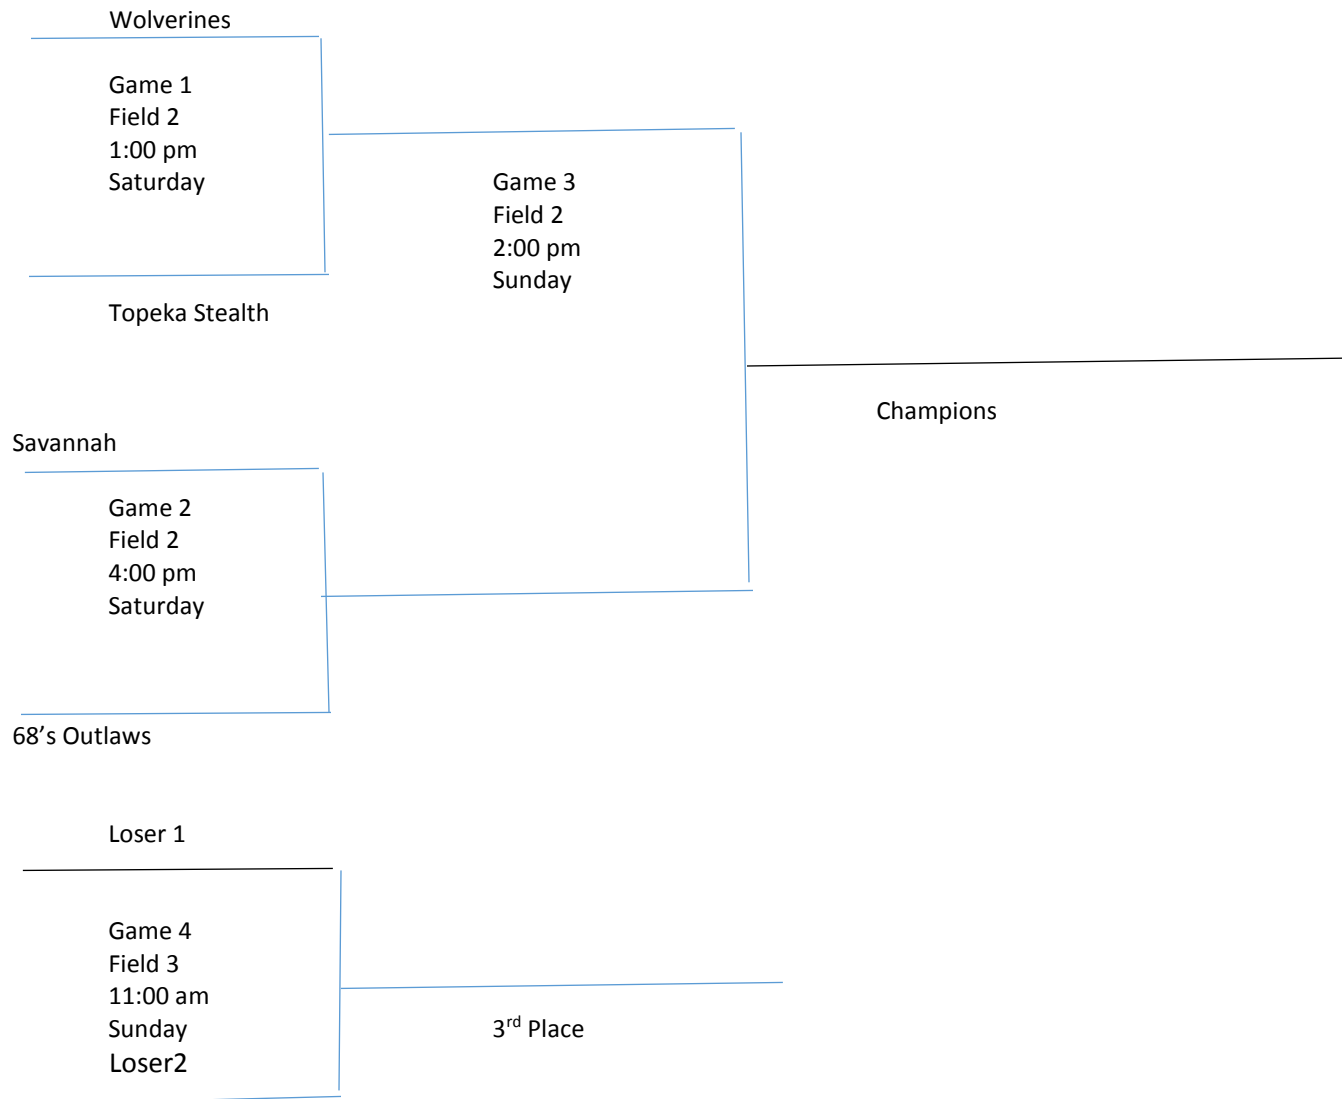 Wolverines
Game 1
Field 2
1:00 pm
Saturday
Topeka Stealth
Game 3
Field 2
2:00 pm
Sunday
Champions
Savannah
Game 2
Field 2
4:00 pm
Saturday
68’s Outlaws
Loser 1
Game 4
Field 3
11:00 am
Sunday
Loser2
3rd Place